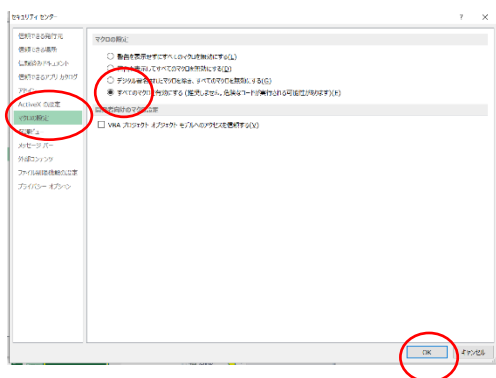 セキュリティ センター
?
×
信頼できる発行元
信頼できる場所
信頼済みドキュメント
信頼できるアプリ カタログ
アドイン
ActiveX の設定
マクロの設定
保護ビュー
メッセージ バー
外部コンテンツ
ファイル制限機能の設定
プライバシー オプション
マクロの設定
警告を表示せずにすべてのマクロを無効にする(L)
警告を表示してすべてのマクロを無効にする(D)
デジタル署名されたマクロを除き、すべてのマクロを無効にする(G)
すべてのマクロを有効にする (推奨しません。危険なコードが実行される可能性があります)(E)
開発者向けのマクロ設定
VBA プロジェクト オブジェクト モデルへのアクセスを信頼する(V)
OK
キャンセル